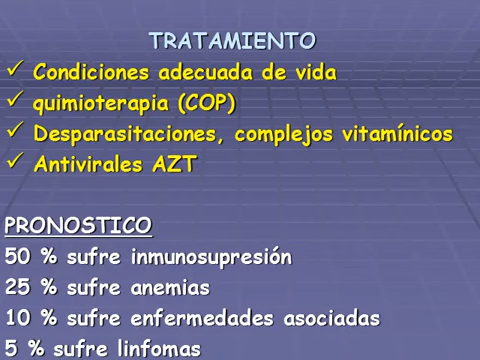 TRATAMIENTO
✓ Condiciones adecuada de vida
✓ quimioterapia (COP)
✓ Desparasitaciones, complejos vitamínicos
✓ Antivirales AZT
PRONOSTICO
50 % sufre inmunosupresión
25 % sufre anemias
10 % sufre enfermedades asociadas
5 % sufre linfomas